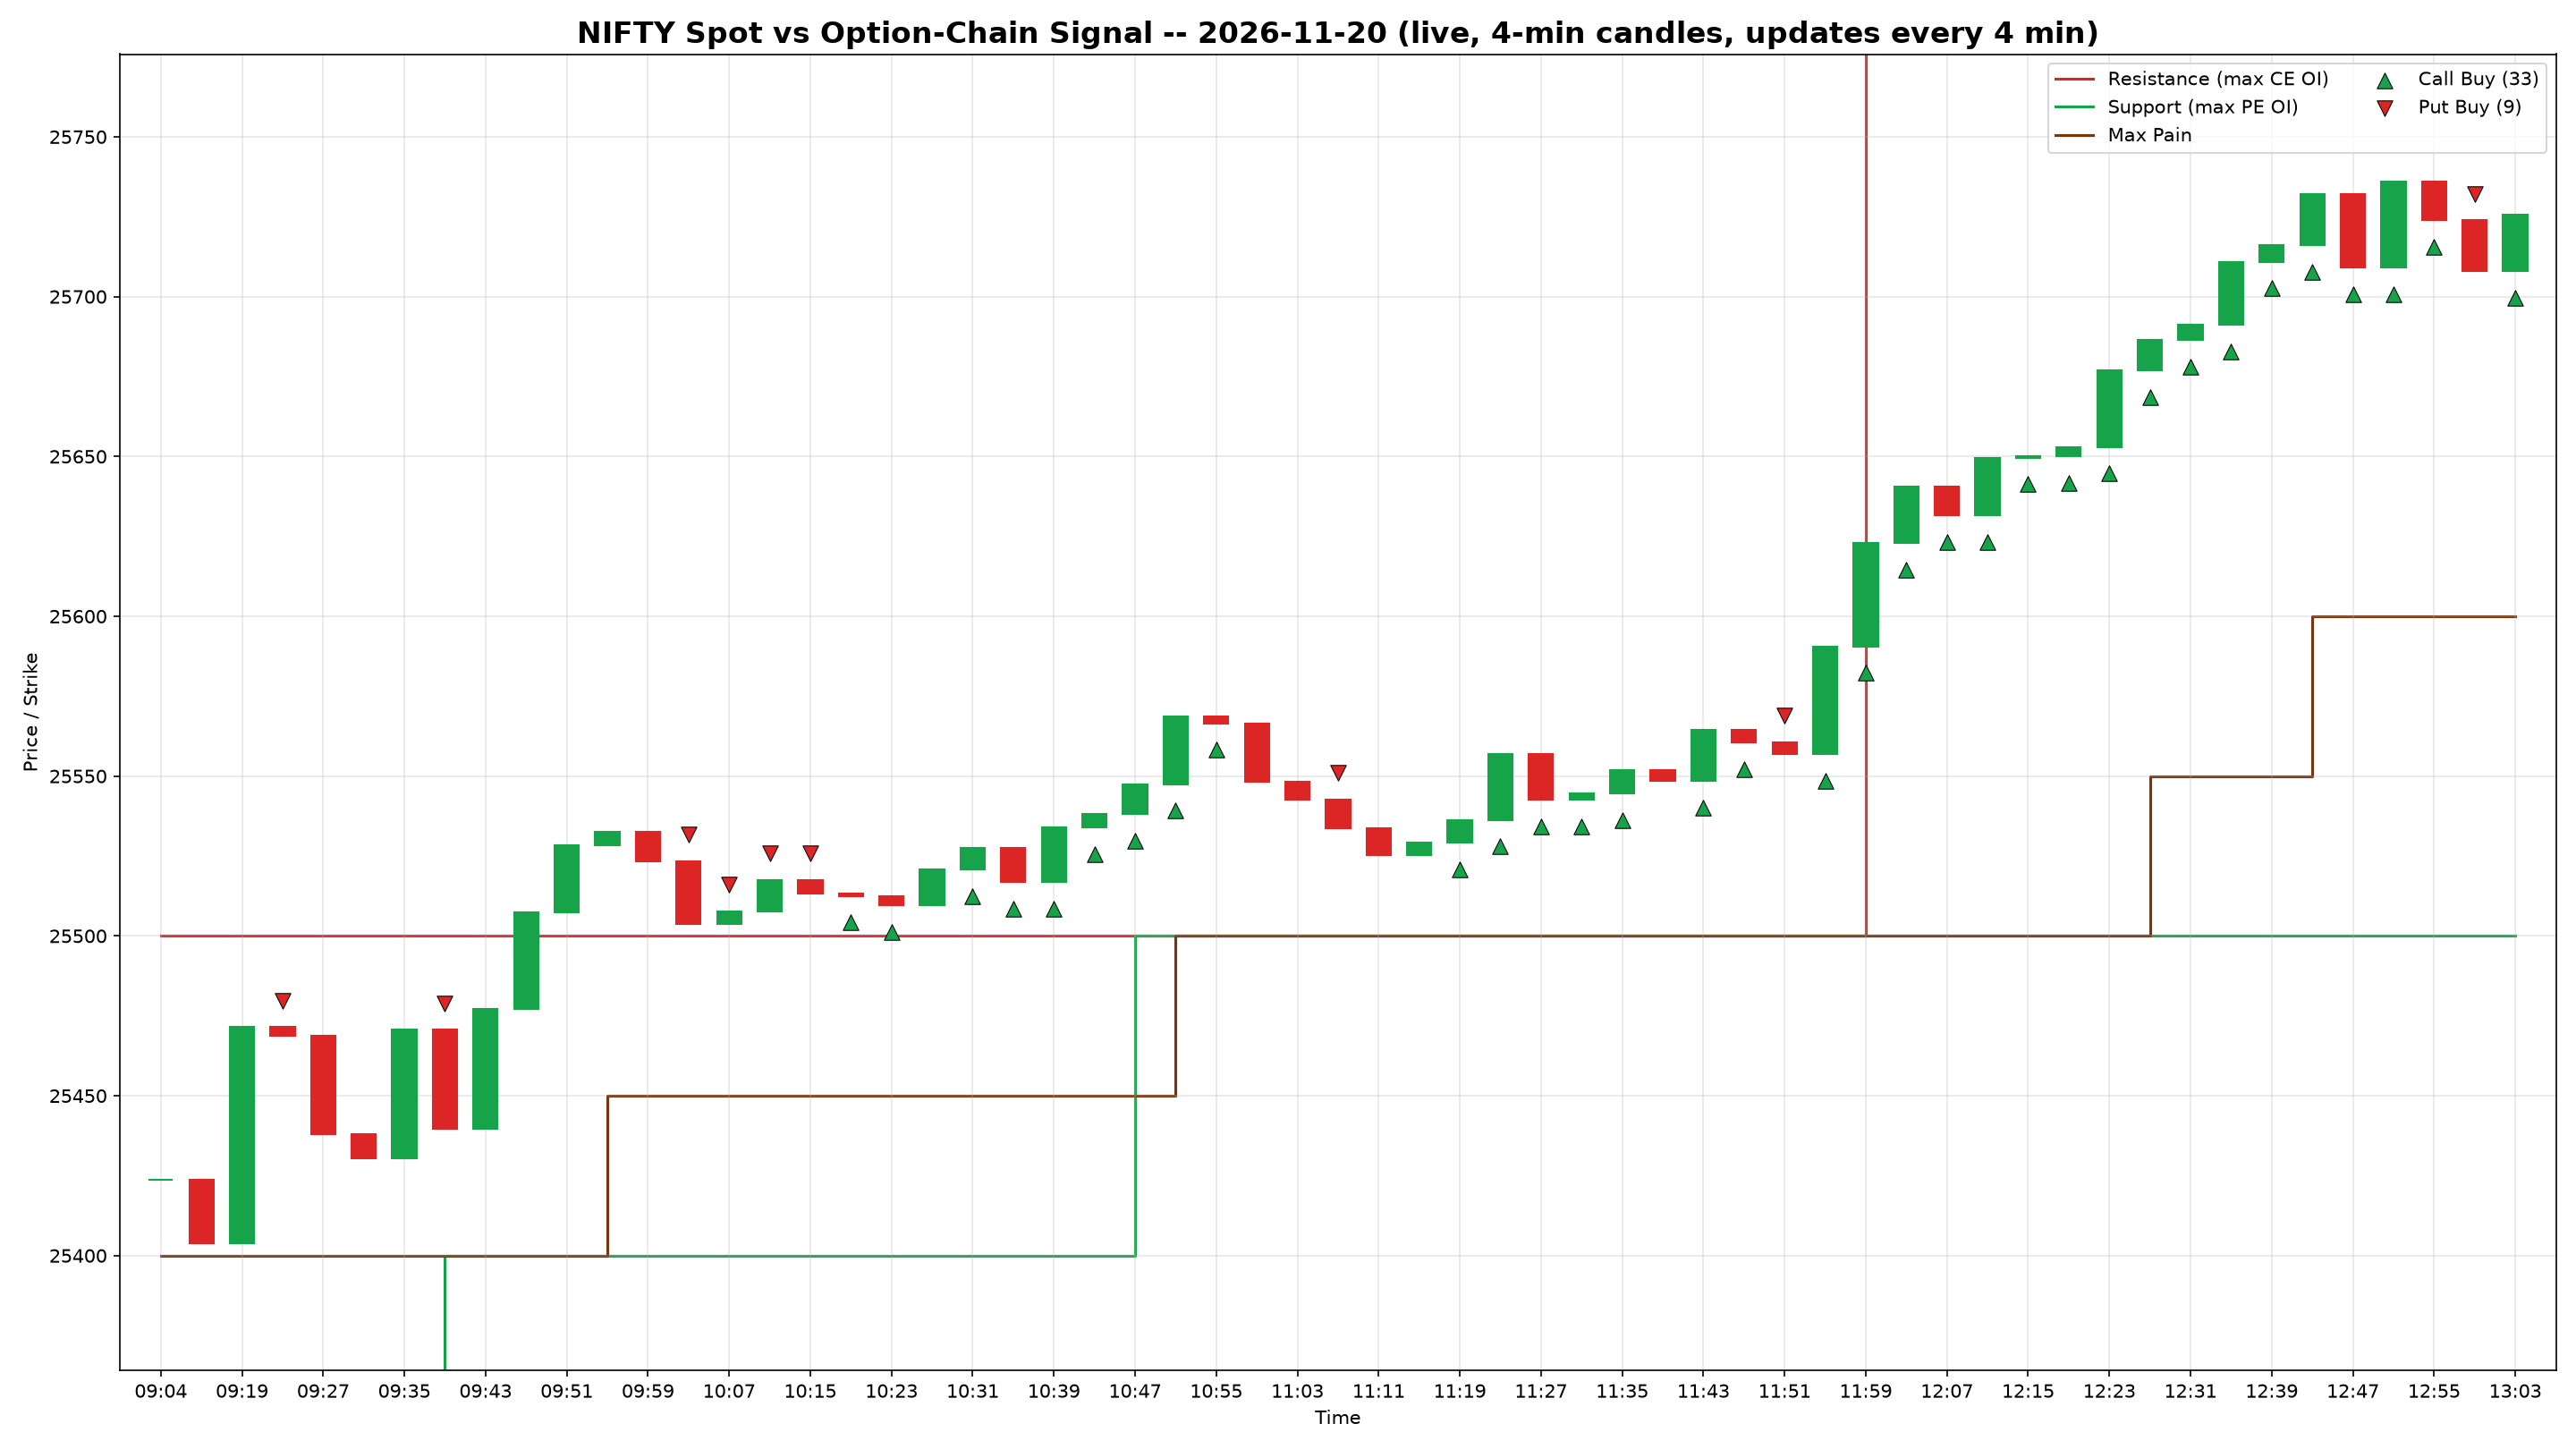 NIFTY Spot vs Option-Chain Signal -- 2026-11-20 (live, 4-min candles, updates every 4 min)
Resistance (max CE OI)
Support (max PE OI)
Max Pain
Call Buy (33)
Put Buy (9)
Price / Strike
25750
25700
25650
25600
25550
25500
25450
25400
09:04 09:19 09:27 09:35 09:43 09:51 09:59 10:07 10:15 10:23 10:31 10:39 10:47 10:55 11:03 11:11 11:19 11:27 11:35 11:43 11:51 11:59 12:07 12:15 12:23 12:31 12:39 12:47 12:55 13:03
Time